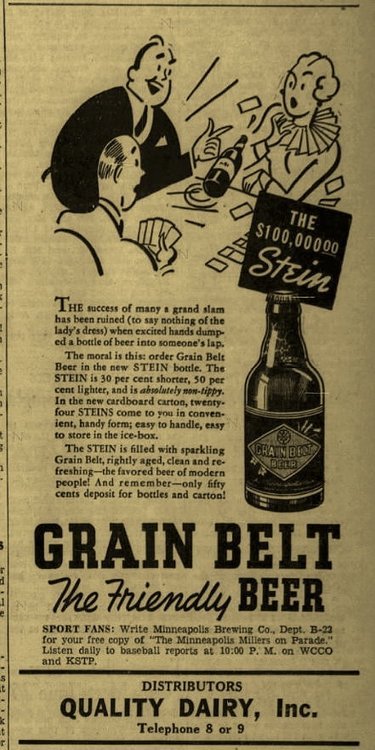 THE
$100,000.00
Stein
THE success of many a grand slam
has been ruined (to say nothing of the
lady's dress) when excited hands dump-
ed a bottle of beer into someone's lap.
The moral is this: order Grain Belt
Beer in the new STEIN bottle. The
STEIN is 30 per cent shorter, 50 per
cent lighter, and is absolutely non-tippy.
In the new cardboard carton, twenty-
four STEINS come to you in conven-
ient, handy form; easy to handle, easy
to store in the ice-box.
The STEIN is filled with sparkling
Grain Belt, rightly aged, clean and re-
freshing—the favored beer of modern
people! And remember—only fifty
cents deposit for bottles and carton!
GRAIN BELT
BEER
GRAIN BELT
The Friendly BEER
SPORT FANS: Write Minneapolis Brewing Co., Dept. B-22
for your free copy of "The Minneapolis Millers on Parade."
Listen daily to baseball reports at 10:00 P. M. on WCCO
and KSTP.
DISTRIBUTORS
QUALITY DAIRY, Inc.
Telephone 8 or 9